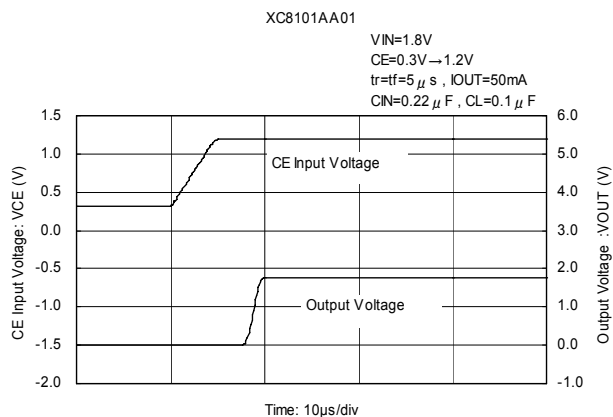 XC8101AA01
VIN=1.8V
CE=0.3V→1.2V
tr=tf=5μs , IOUT=50mA
CIN=0.22μF , CL=0.1μF
CE Input Voltage: VCE (V)
1.5
1.0
0.5
0.0
-0.5
-1.0
-1.5
-2.0
CE Input Voltage
Output Voltage
6.0
5.0
4.0
3.0
2.0
1.0
0.0
-1.0
Output Voltage :VOUT (V)
Time: 10μs/div